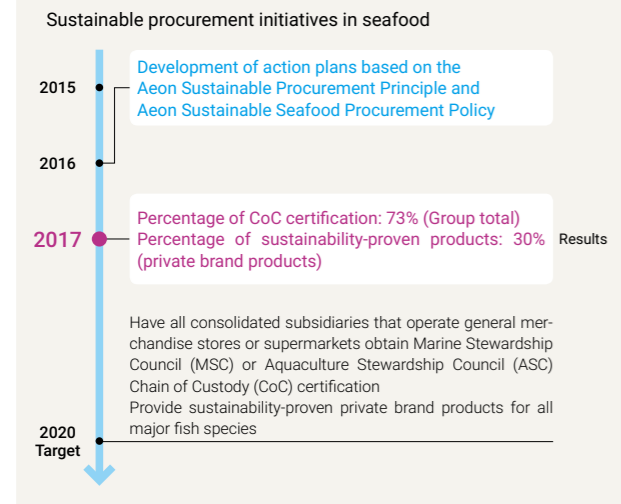 Sustainable procurement initiatives in seafood
2015
Development of action plans based on the
Aeon Sustainable Procurement Principle and
Aeon Sustainable Seafood Procurement Policy
2016
2017
Percentage of CoC certification: 73% (Group total)
Percentage of sustainability-proven products: 30%
(private brand products)
Results
Have all consolidated subsidiaries that operate general mer-
chandise stores or supermarkets obtain Marine Stewardship
Council (MSC) or Aquaculture Stewardship Council (ASC)
Chain of Custody (CoC) certification
Provide sustainability-proven private brand products for all
major fish species
2020
Target